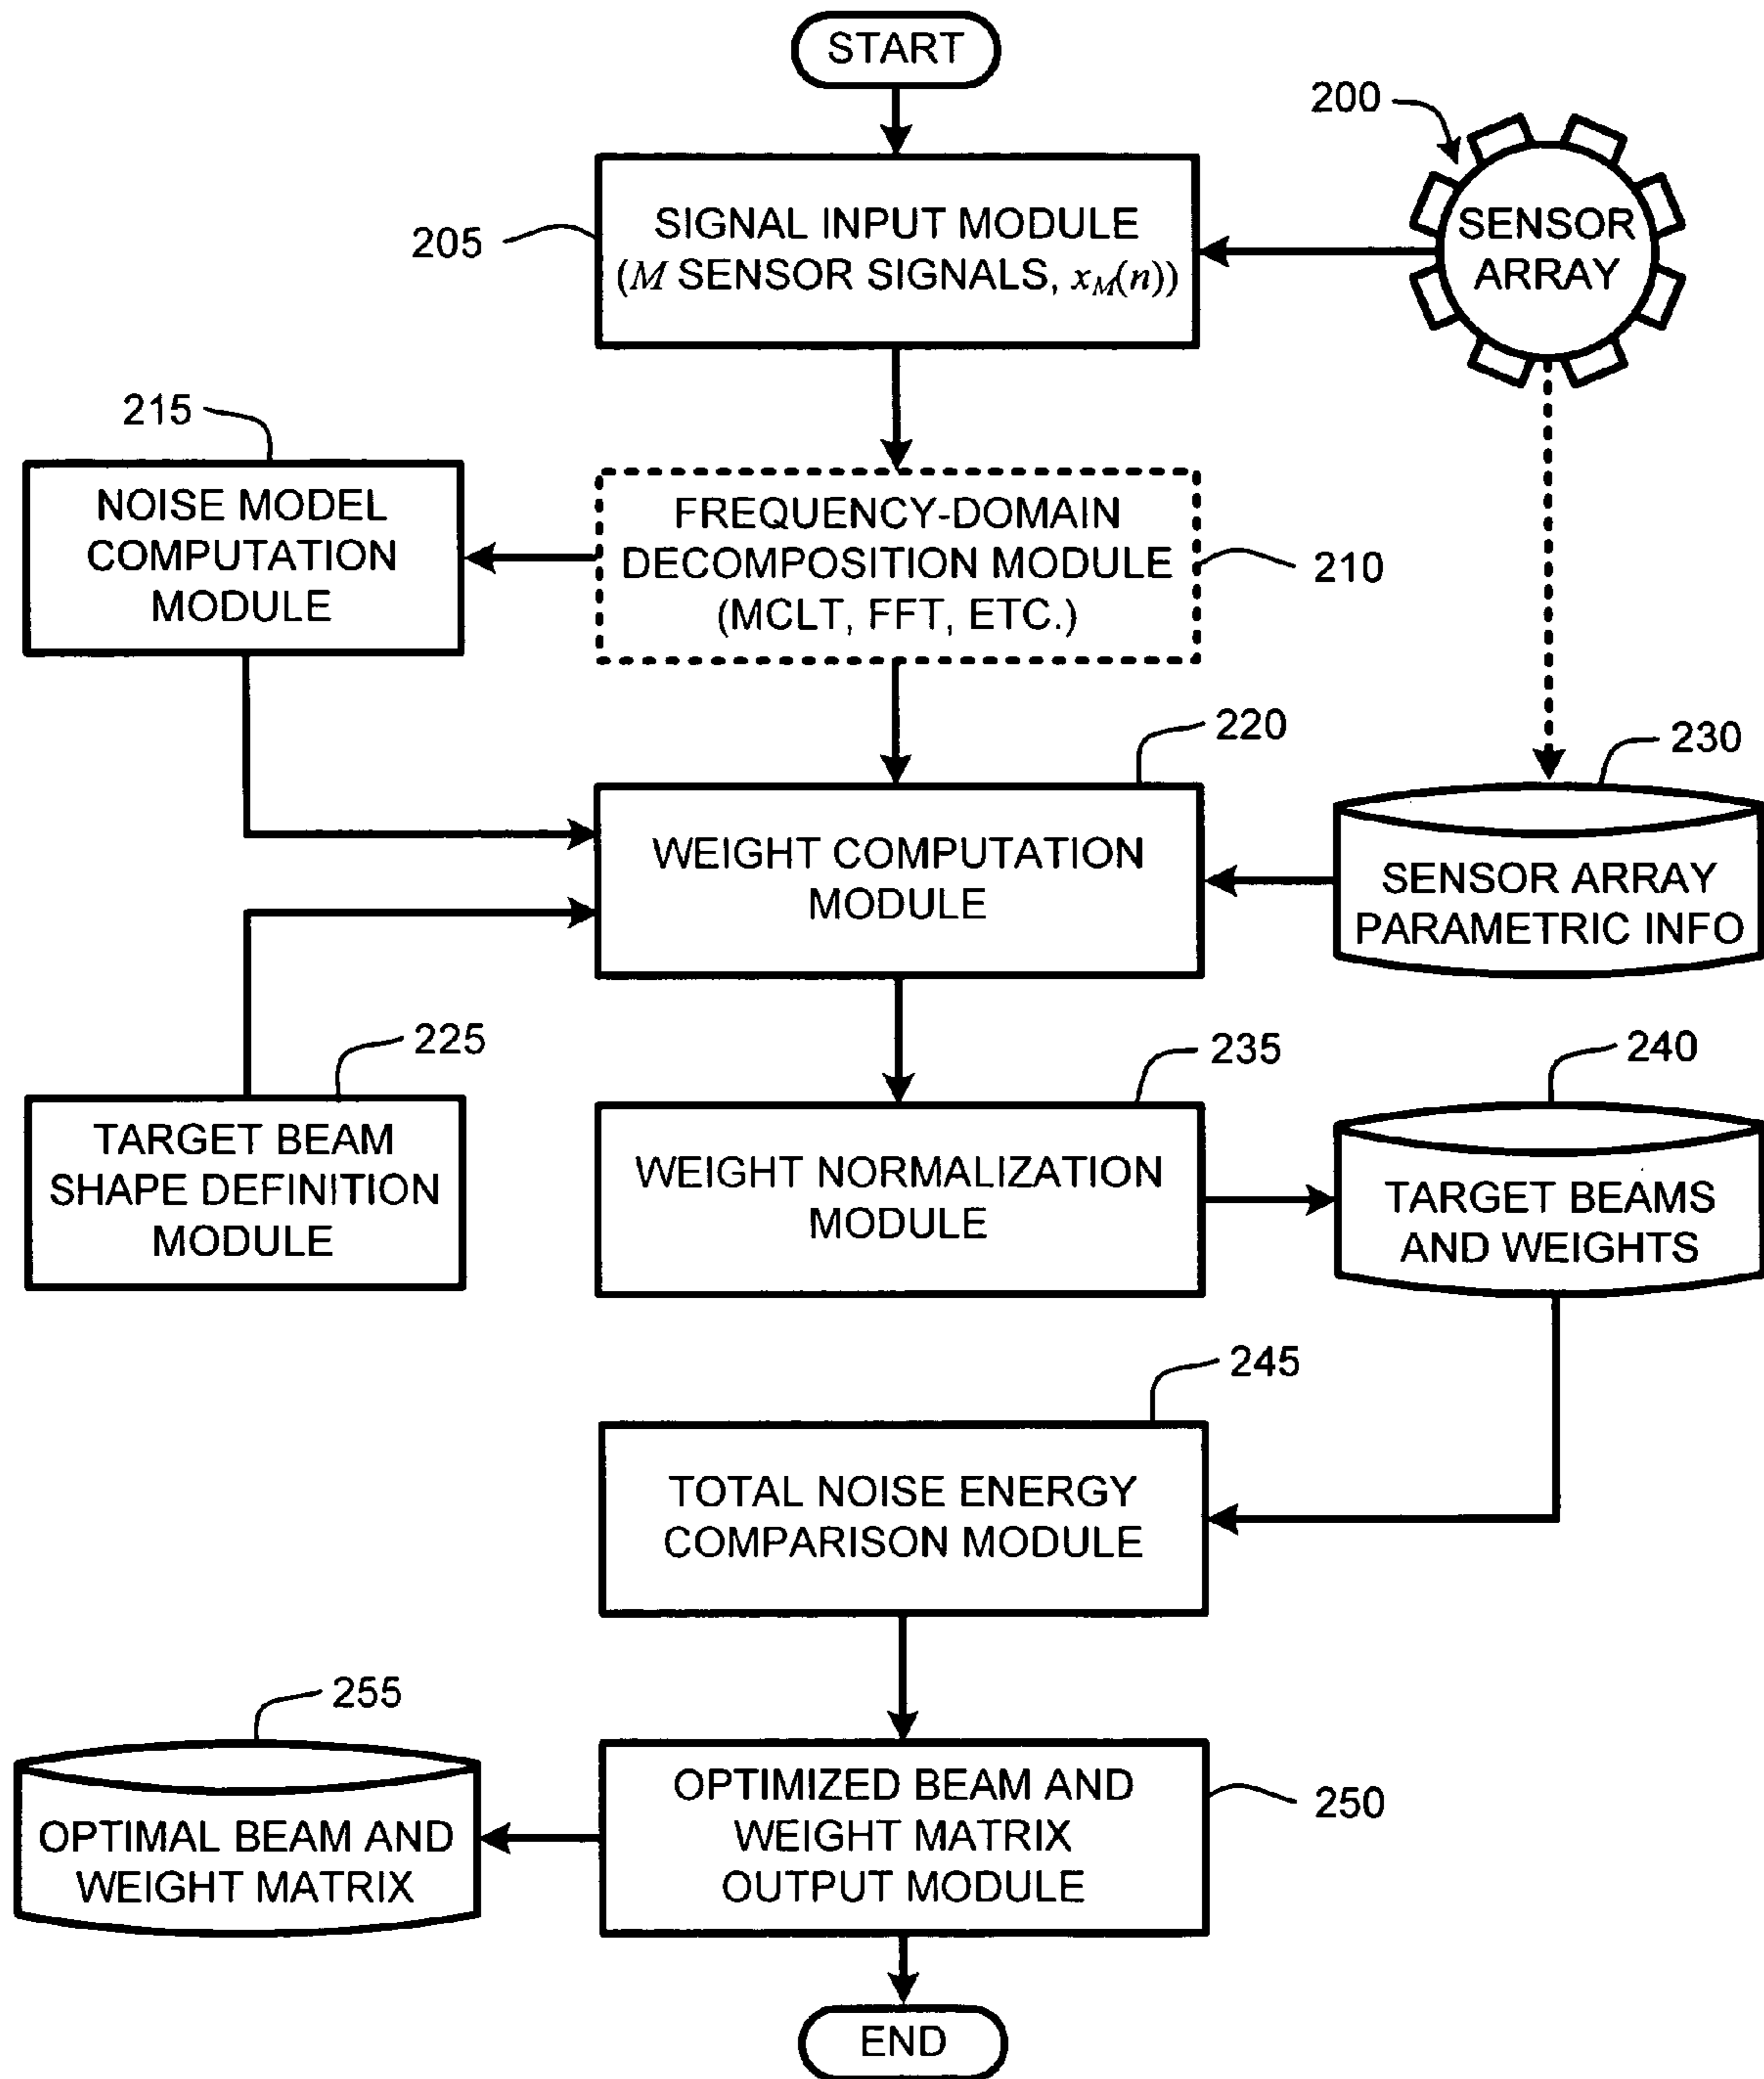 START
200
SENSOR
ARRAY
205
SIGNAL INPUT MODULE
(M SENSOR SIGNALS, xM(n))
215
NOISE MODEL
COMPUTATION
MODULE
FREQUENCY-DOMAIN
DECOMPOSITION MODULE
(MCLT, FFT, ETC.)
210
220
230
WEIGHT COMPUTATION
MODULE
SENSOR ARRAY
PARAMETRIC INFO
225
TARGET BEAM
SHAPE DEFINITION
MODULE
235
240
WEIGHT NORMALIZATION
MODULE
TARGET BEAMS
AND WEIGHTS
245
TOTAL NOISE ENERGY
COMPARISON MODULE
255
OPTIMAL BEAM AND
WEIGHT MATRIX
OPTIMIZED BEAM AND
WEIGHT MATRIX
OUTPUT MODULE
250
END